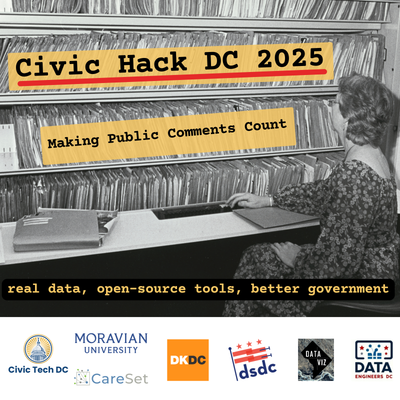 Civic Hack DC 2025
Making Public Comments Count
real data, open-source tools, better government
Civic Tech DC
MORAVIAN
UNIVERSITY
CareSet
DKDC
dsdc
DATA
VIZ
DATA
ENGINEERS DC